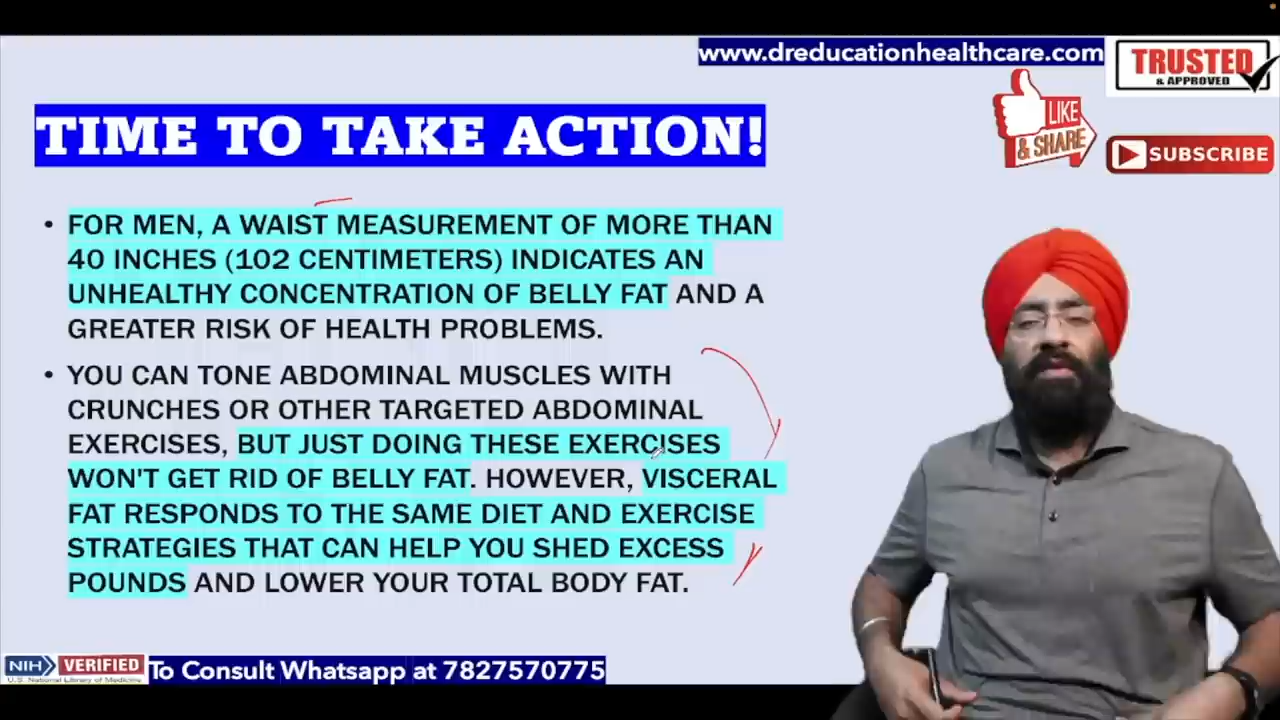 www.dreducationhealthcare.com
TRUSTED
& APPROVED
LIKE
& SHARE
SUBSCRIBE
TIME TO TAKE ACTION!
• FOR MEN, A WAIST MEASUREMENT OF MORE THAN
40 INCHES (102 CENTIMETERS) INDICATES AN
UNHEALTHY CONCENTRATION OF BELLY FAT AND A
GREATER RISK OF HEALTH PROBLEMS.
• YOU CAN TONE ABDOMINAL MUSCLES WITH
CRUNCHES OR OTHER TARGETED ABDOMINAL
EXERCISES, BUT JUST DOING THESE EXERCISES
WON'T GET RID OF BELLY FAT. HOWEVER, VISCERAL
FAT RESPONDS TO THE SAME DIET AND EXERCISE
STRATEGIES THAT CAN HELP YOU SHED EXCESS
POUNDS AND LOWER YOUR TOTAL BODY FAT.
NIH VERIFIED
U.S. National Library of Medicine
To Consult Whatsapp at 7827570775